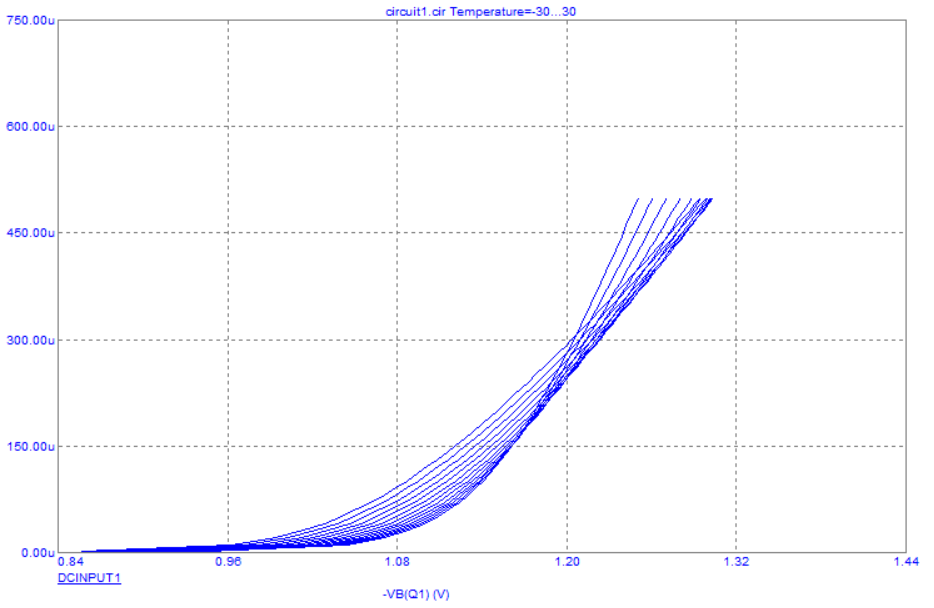 circuit1.cir Temperature=-30...30
750.00u
600.00u
450.00u
300.00u
150.00u
0.00u
0.84 0.96 1.08 1.20 1.32 1.44
DCINPUT1
-VB(Q1) (V)